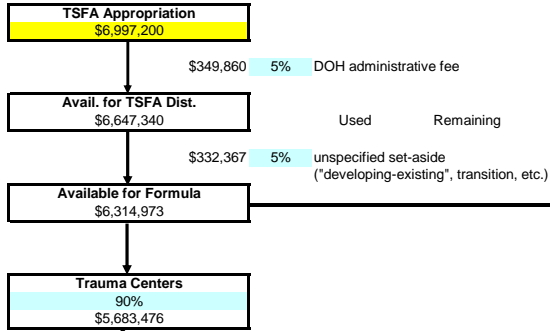 TSFA Appropriation
$6,997,200
$349,860 5% DOH administrative fee
Avail. for TSFA Dist.
$6,647,340
Used Remaining
$332,367 5% unspecified set-aside
("developing-existing", transition, etc.)
Available for Formula
$6,314,973
Trauma Centers
90%
$5,683,476